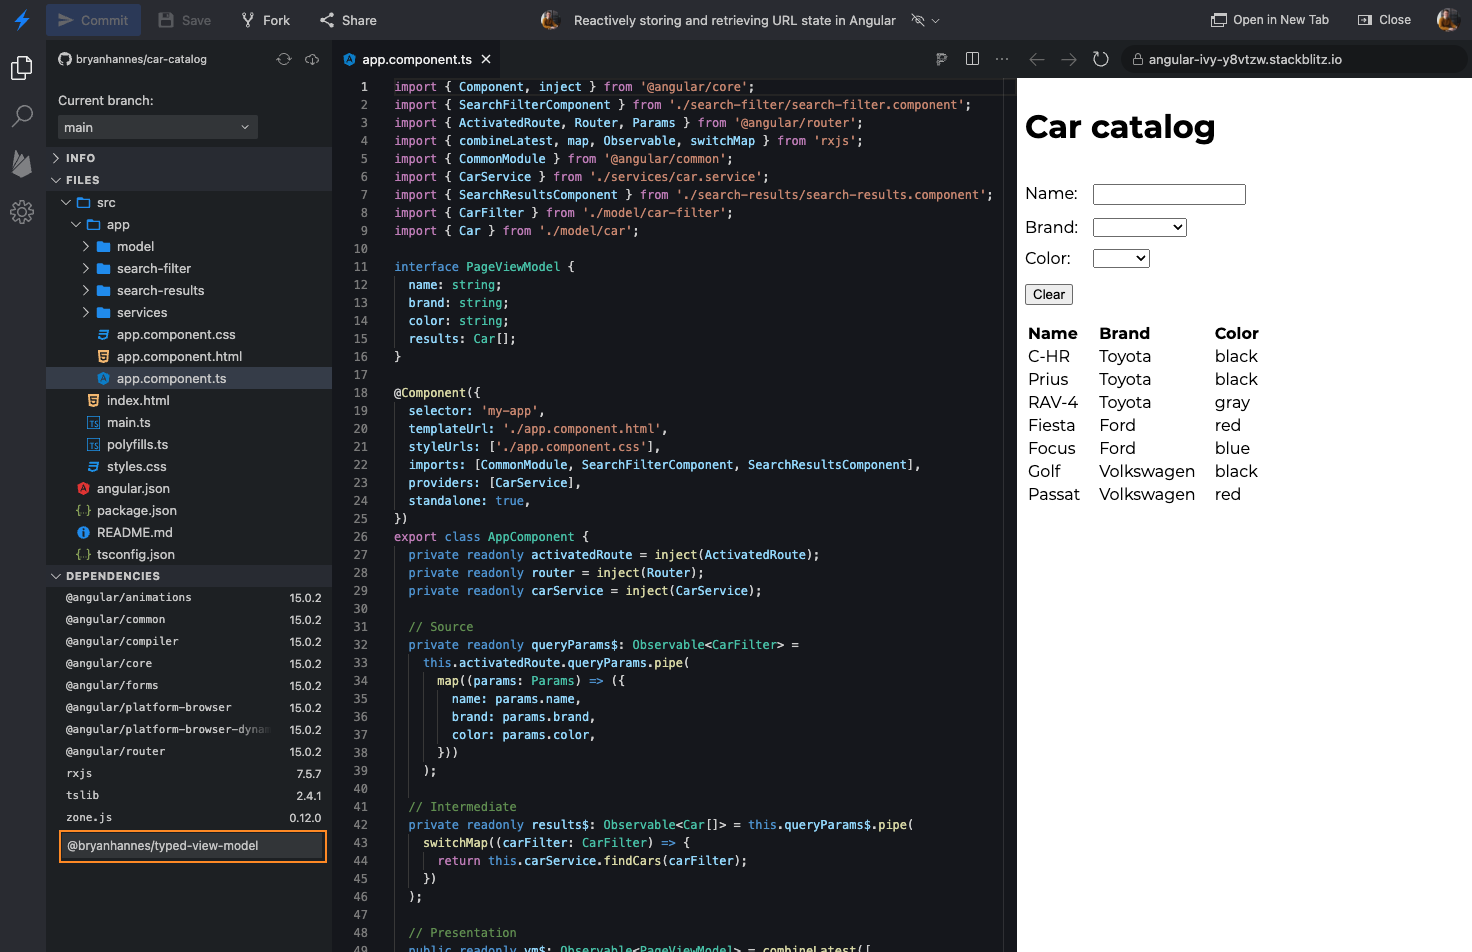 Commit
Save
Fork
Share
Reactively storing and retrieving URL state in Angular
Open in New Tab
Close
bryanhannes/car-catalog
Current branch:
main
INFO
FILES
src
app
model
search-filter
search-results
services
app.component.css
app.component.html
app.component.ts
index.html
main.ts
polyfills.ts
styles.css
angular.json
package.json
README.md
tsconfig.json
DEPENDENCIES
@angular/animations 15.0.2
@angular/common 15.0.2
@angular/compiler 15.0.2
@angular/core 15.0.2
@angular/forms 15.0.2
@angular/platform-browser 15.0.2
@angular/platform-browser-dynam 15.0.2
@angular/router 15.0.2
rxjs 7.5.7
tslib 2.4.1
zone.js 0.12.0
@bryanhannes/typed-view-model
app.component.ts
1 import { Component, inject } from '@angular/core';
2 import { SearchFilterComponent } from './search-filter/search-filter.component';
3 import { ActivatedRoute, Router, Params } from '@angular/router';
4 import { combineLatest, map, Observable, switchMap } from 'rxjs';
5 import { CommonModule } from '@angular/common';
6 import { CarService } from './services/car.service';
7 import { SearchResultsComponent } from './search-results/search-results.component';
8 import { CarFilter } from './model/car-filter';
9 import { Car } from './model/car';
10
11 interface PageViewModel {
12 name: string;
13 brand: string;
14 color: string;
15 results: Car[];
16 }
17
18 @Component({
19 selector: 'my-app',
20 templateUrl: './app.component.html',
21 styleUrls: ['./app.component.css'],
22 imports: [CommonModule, SearchFilterComponent, SearchResultsComponent],
23 providers: [CarService],
24 standalone: true,
25 })
26 export class AppComponent {
27 private readonly activatedRoute = inject(ActivatedRoute);
28 private readonly router = inject(Router);
29 private readonly carService = inject(CarService);
30
31 // Source
32 private readonly queryParams$: Observable<CarFilter> =
33 this.activatedRoute.queryParams.pipe(
34 map((params: Params) => ({
35 name: params.name,
36 brand: params.brand,
37 color: params.color,
38 }))
39 );
40
41 // Intermediate
42 private readonly results$: Observable<Car[]> = this.queryParams$.pipe(
43 switchMap((carFilter: CarFilter) => {
44 return this.carService.findCars(carFilter);
45 })
46 );
47
48 // Presentation
49 public readonly vm$: Observable<PageViewModel> = combineLatest([
angular-ivy-y8vtzw.stackblitz.io
Car catalog
Name:
Brand:
Color:
Clear
Name Brand Color
C-HR Toyota black
Prius Toyota black
RAV-4 Toyota gray
Fiesta Ford red
Focus Ford blue
Golf Volkswagen black
Passat Volkswagen red